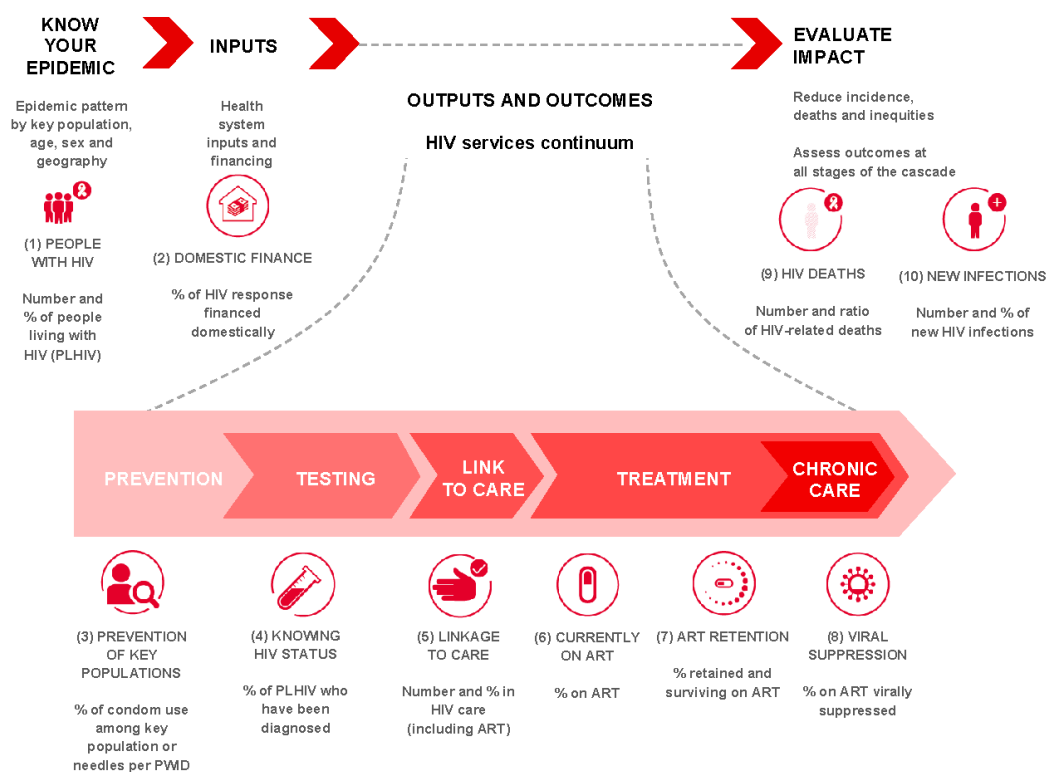 KNOW
YOUR
EPIDEMIC
INPUTS
EVALUATE
IMPACT
Epidemic pattern
by key population,
age, sex and
geography
Health
system
inputs and
financing
OUTPUTS AND OUTCOMES
HIV services continuum
Reduce incidence,
deaths and inequities
Assess outcomes at
all stages of the cascade
(1) PEOPLE
WITH HIV
Number and
% of people
living with
HIV (PLHIV)
(2) DOMESTIC FINANCE
% of HIV response
financed
domestically
(9) HIV DEATHS
Number and ratio
of HIV-related deaths
(10) NEW INFECTIONS
Number and % of
new HIV infections
PREVENTION
TESTING
LINK
TO CARE
TREATMENT
CHRONIC
CARE
(3) PREVENTION
OF KEY
POPULATIONS
% of condom use
among key
population or
needles per PWID
(4) KNOWING
HIV STATUS
% of PLHIV who
have been
diagnosed
(5) LINKAGE
TO CARE
Number and % in
HIV care
(including ART)
(6) CURRENTLY
ON ART
% on ART
(7) ART RETENTION
% retained and
surviving on ART
(8) VIRAL
SUPPRESSION
% on ART virally
suppressed